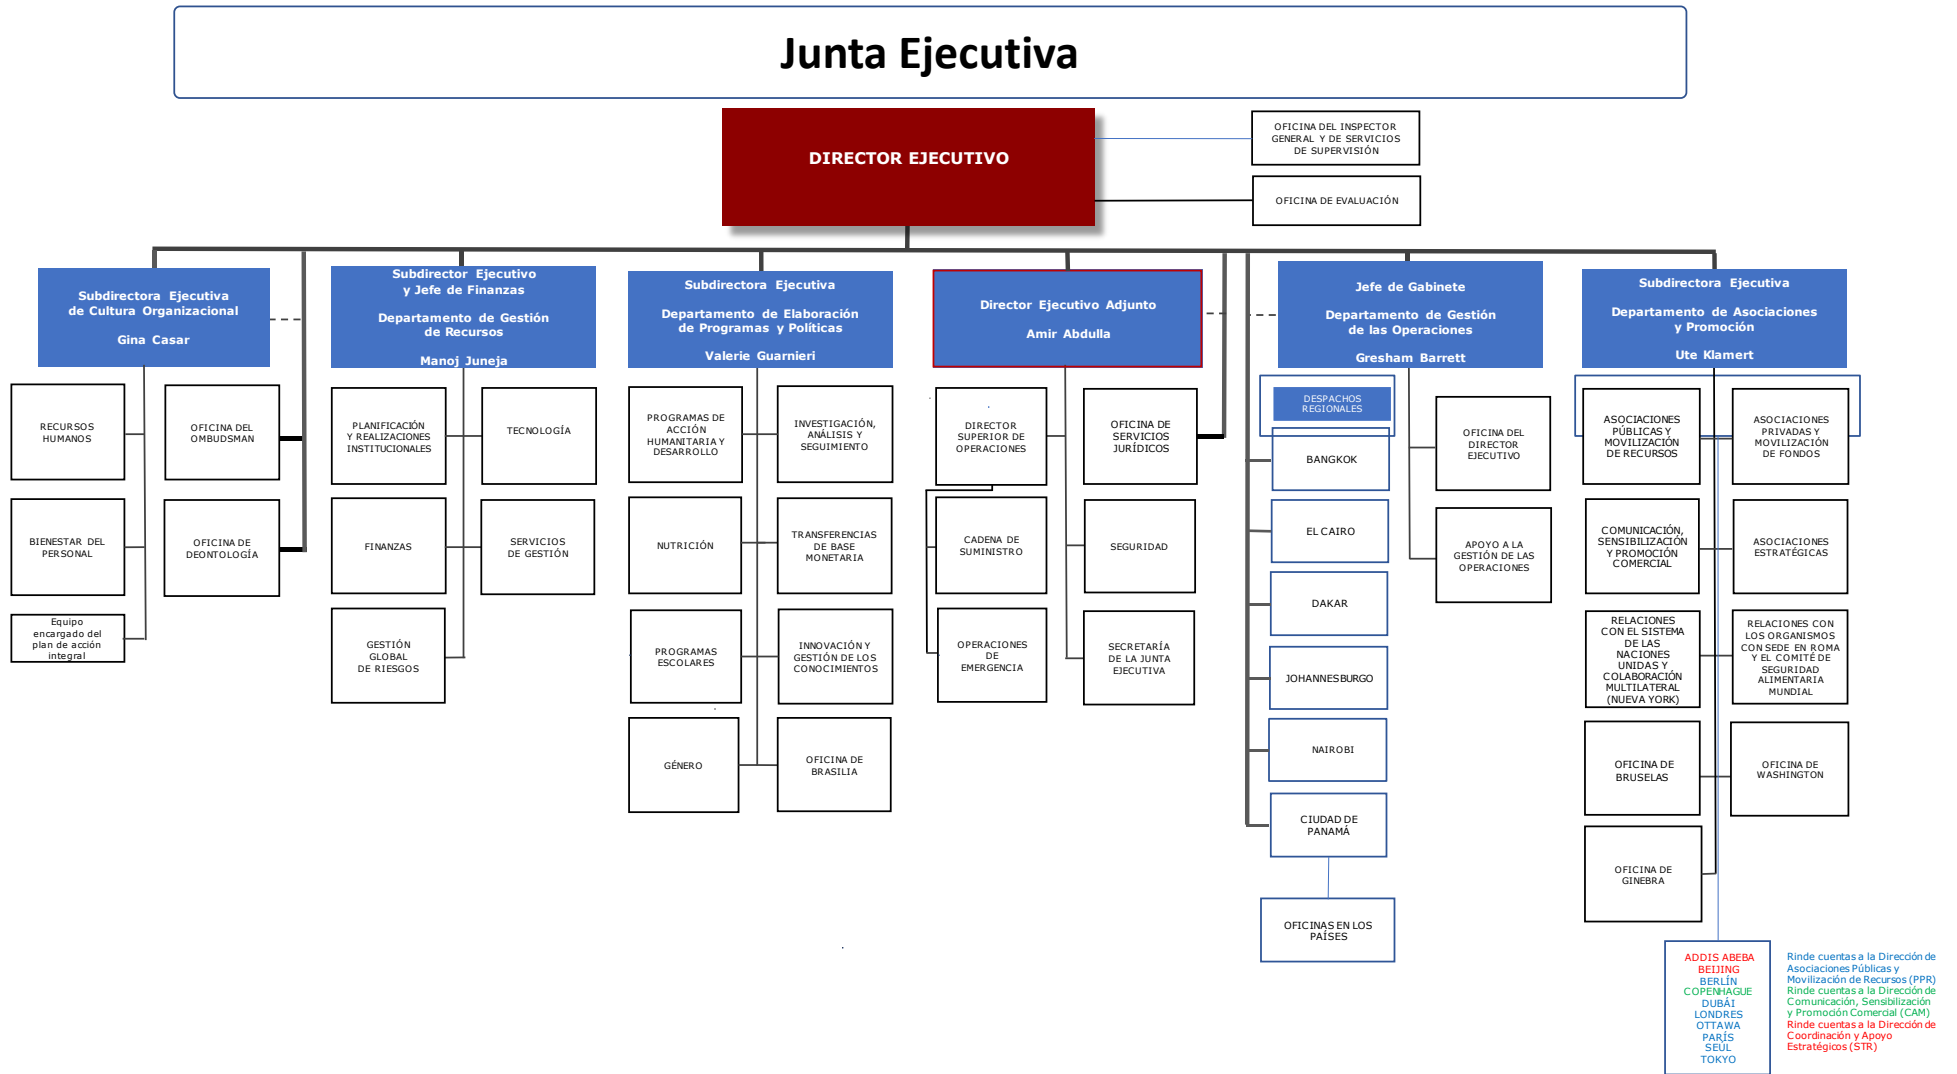 Junta Ejecutiva
DIRECTOR EJECUTIVO
OFICINA DEL INSPECTOR
GENERAL Y DE SERVICIOS
DE SUPERVISIÓN
OFICINA DE EVALUACIÓN
Subdirectora Ejecutiva
de Cultura Organizacional
Gina Casar
Subdirector Ejecutivo
y Jefe de Finanzas
Departamento de Gestión
de Recursos
Manoj Juneja
Subdirectora Ejecutiva
Departamento de Elaboración
de Programas y Políticas
Valerie Guarnieri
Director Ejecutivo Adjunto
Amir Abdulla
Jefe de Gabinete
Departamento de Gestión
de las Operaciones
Gresham Barrett
Subdirectora Ejecutiva
Departamento de Asociaciones
y Promoción
Ute Klamert
RECURSOS
HUMANOS
OFICINA DEL
OMBUDSMAN
BIENESTAR DEL
PERSONAL
OFICINA DE
DEONTOLOGÍA
Equipo
encargado del
plan de acción
integral
PLANIFICACIÓN
Y REALIZACIONES
INSTITUCIONALES
TECNOLOGÍA
FINANZAS
SERVICIOS
DE GESTIÓN
GESTIÓN
GLOBAL
DE RIESGOS
PROGRAMAS DE
ACCIÓN
HUMANITARIA Y
DESARROLLO
INVESTIGACIÓN,
ANÁLISIS Y
SEGUIMIENTO
NUTRICIÓN
TRANSFERENCIAS
DE BASE
MONETARIA
PROGRAMAS
ESCOLARES
INNOVACIÓN Y
GESTIÓN DE LOS
CONOCIMIENTOS
GÉNERO
OFICINA DE
BRASILIA
DIRECTOR
SUPERIOR DE
OPERACIONES
OFICINA DE
SERVICIOS
JURÍDICOS
CADENA DE
SUMINISTRO
SEGURIDAD
OPERACIONES
DE
EMERGENCIA
SECRETARÍA
DE LA JUNTA
EJECUTIVA
DESPACHOS
REGIONALES
BANGKOK
EL CAIRO
DAKAR
JOHANNESBURGO
NAIROBI
CIUDAD DE
PANAMÁ
OFICINAS EN LOS
PAÍSES
OFICINA DEL
DIRECTOR
EJECUTIVO
APOYO A LA
GESTIÓN DE LAS
OPERACIONES
ASOCIACIONES
PÚBLICAS Y
MOVILIZACIÓN
DE RECURSOS
ASOCIACIONES
PRIVADAS Y
MOVILIZACIÓN
DE FONDOS
COMUNICACIÓN,
SENSIBILIZACIÓN
Y PROMOCIÓN
COMERCIAL
ASOCIACIONES
ESTRATÉGICAS
RELACIONES
CON EL SISTEMA
DE LAS
NACIONES
UNIDAS Y
COLABORACIÓN
MULTILATERAL
(NUEVA YORK)
RELACIONES CON
LOS ORGANISMOS
CON SEDE EN ROMA
Y EL COMITÉ DE
SEGURIDAD
ALIMENTARIA
MUNDIAL
OFICINA DE
BRUSELAS
OFICINA DE
WASHINGTON
OFICINA DE
GINEBRA
ADDIS ABEBA
BEIJING
BERLÍN
COPENHAGUE
DUBÁI
LONDRES
OTTAWA
PARÍS
SEÚL
TOKYO
Rinde cuentas a la Dirección de
Asociaciones Públicas y
Movilización de Recursos (PPR)
Rinde cuentas a la Dirección de
Comunicación, Sensibilización
y Promoción Comercial (CAM)
Rinde cuentas a la Dirección de
Coordinación y Apoyo
Estratégicos (STR)